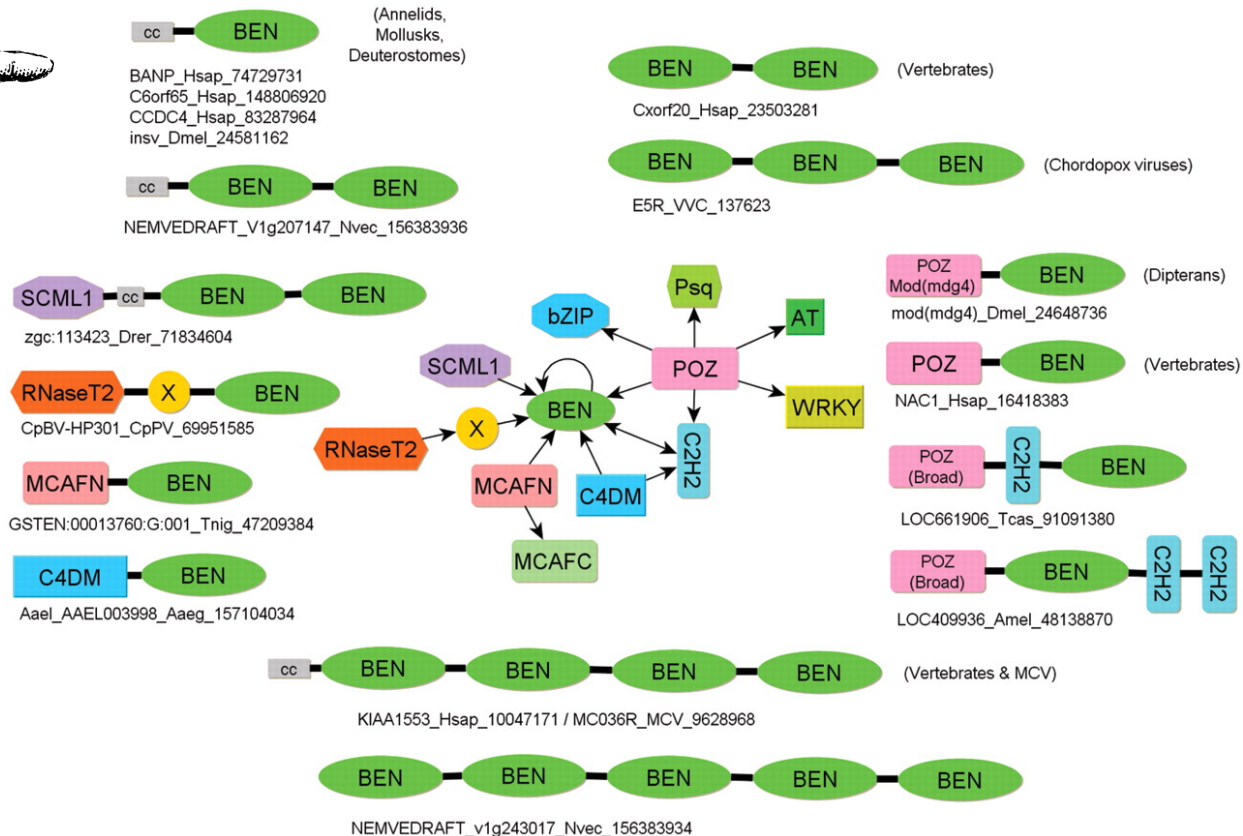 cc BEN (Annelids,
Mollusks,
Deuterostomes)
BANP_Hsap_74729731
C6orf65_Hsap_148806920
CCDC4_Hsap_83287964
insv_Dmel_24581162
BEN BEN (Vertebrates)
Cxorf20_Hsap_23503281
BEN BEN BEN (Chordopox viruses)
E5R_VVC_137623
cc BEN BEN
NEMVEDRAFT_V1g207147_Nvec_156383936
SCML1 cc BEN BEN
zgc:113423_Drer_71834604
RNaseT2 X BEN
CpBV-HP301_CpPV_69951585
MCAFN BEN
GSTEN:00013760:G:001_Tnig_47209384
C4DM BEN
Aael_AAEL003998_Aaeg_157104034
Psq
bZIP
AT
SCML1
POZ
BEN
WRKY
X
RNaseT2
C2H2
MCAFN
C4DM
MCAFC
POZ
Mod(mdg4) BEN (Dipterans)
mod(mdg4)_Dmel_24648736
POZ BEN (Vertebrates)
NAC1_Hsap_16418383
POZ
(Broad) C2H2 BEN
LOC661906_Tcas_91091380
POZ
(Broad) BEN C2H2 C2H2
LOC409936_Amel_48138870
cc BEN BEN BEN BEN (Vertebrates & MCV)
KIAA1553_Hsap_10047171 / MC036R_MCV_9628968
BEN BEN BEN BEN BEN
NEMVEDRAFT_v1g243017_Nvec_156383934